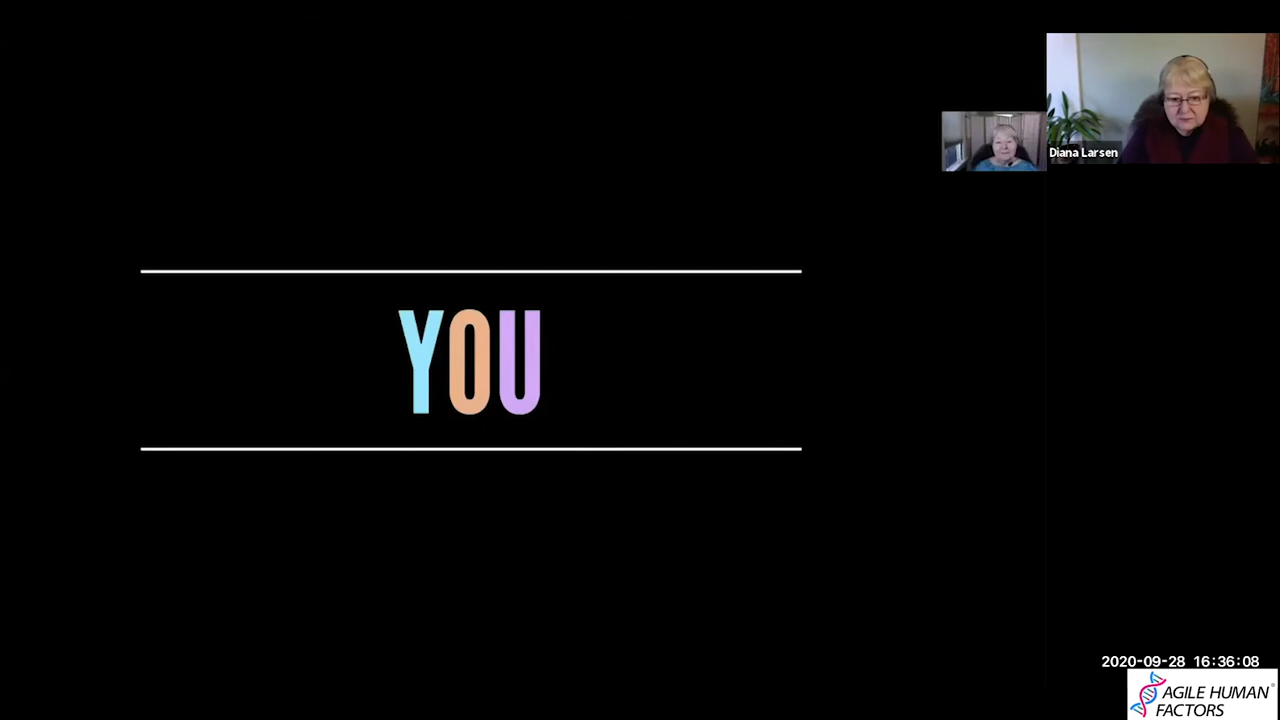 Diana Larsen
YOU
2020-09-28 16:36:08
AGILE HUMAN
FACTORS